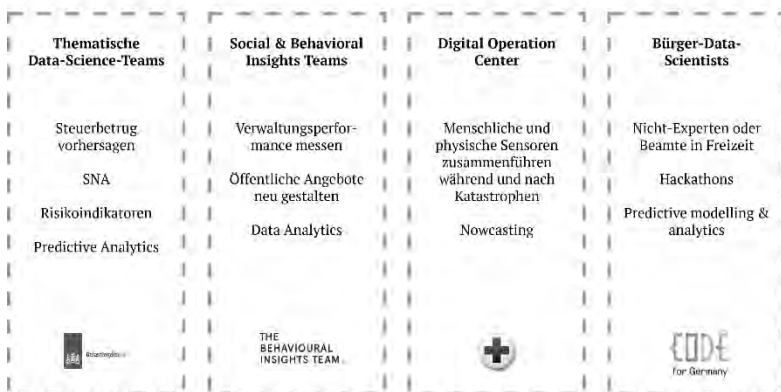 Thematische
Data-Science-Teams
Steuerbetrug
vorhersagen
SNA
Risikoindikatoren
Predictive Analytics
Social & Behavioral
Insights Teams
Verwaltungsperfor-
mance messen
Öffentliche Angebote
neu gestalten
Data Analytics
THE
BEHAVIOURAL
INSIGHTS TEAM
Digital Operation
Center
Menschliche und
physische Sensoren
zusammenführen
während und nach
Katastrophen
Nowcasting
Bürger-Data-
Scientists
Nicht-Experten oder
Beamte in Freizeit
Hackathons
Predictive modelling &
analytics
CODE
for Germany